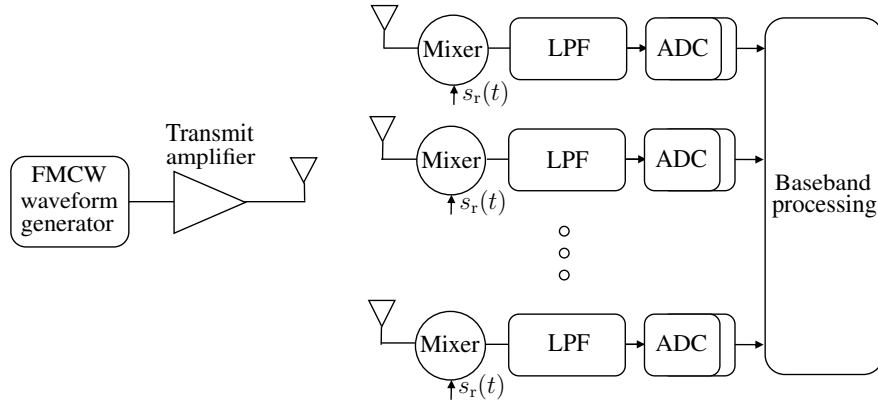 Mixer
LPF
ADC
s_r(t)
Transmit
amplifier
FMCW
waveform
generator
Mixer
LPF
ADC
s_r(t)
Baseband
processing
Mixer
LPF
ADC
s_r(t)